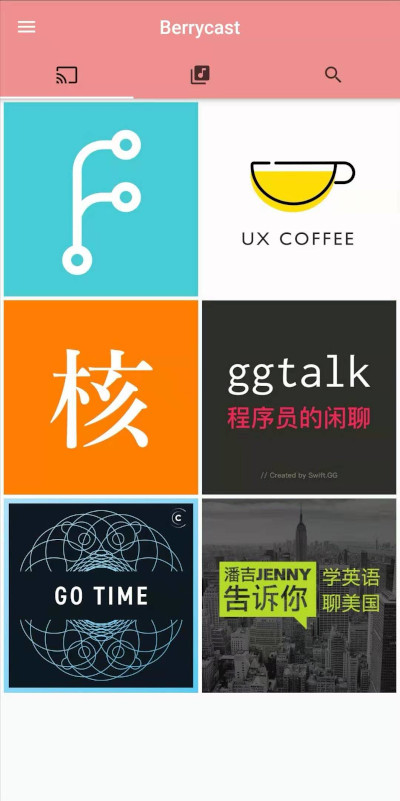 Berrycast
UX COFFEE
核
ggtalk
程序员的闲聊
// Created by Swift.GG
C
GO TIME
潘吉JENNY
告诉你
学英语
聊美国